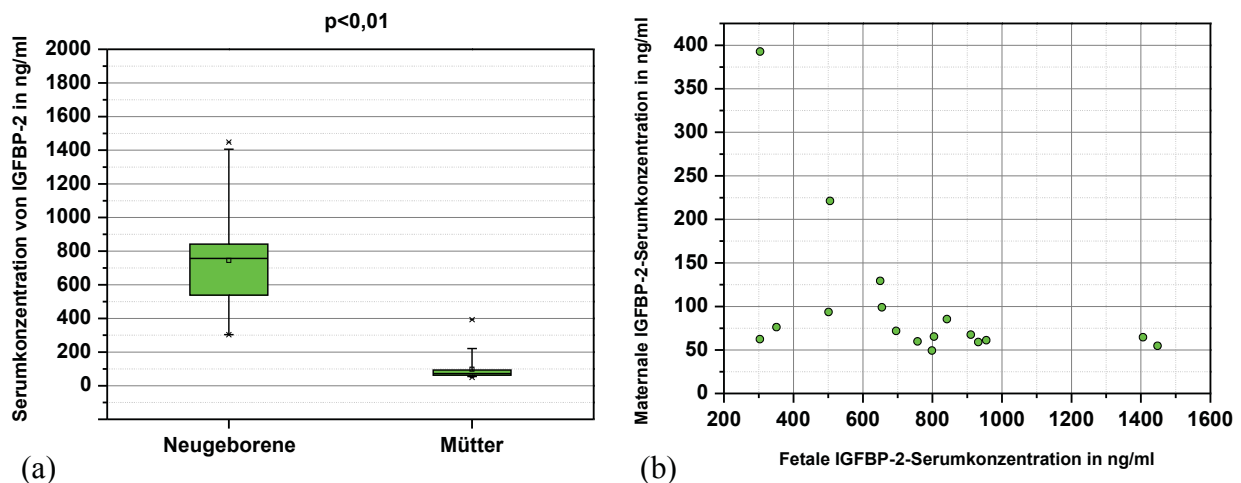 p<0,01
Serumkonzentration von IGFBP-2 in ng/ml
2000
1800
1600
1400
1200
1000
800
600
400
200
0
Neugeborene
Mütter
(a)
Maternale IGFBP-2-Serumkonzentration in ng/ml
400
350
300
250
200
150
100
50
0
200 400 600 800 1000 1200 1400 1600
Fetale IGFBP-2-Serumkonzentration in ng/ml
(b)